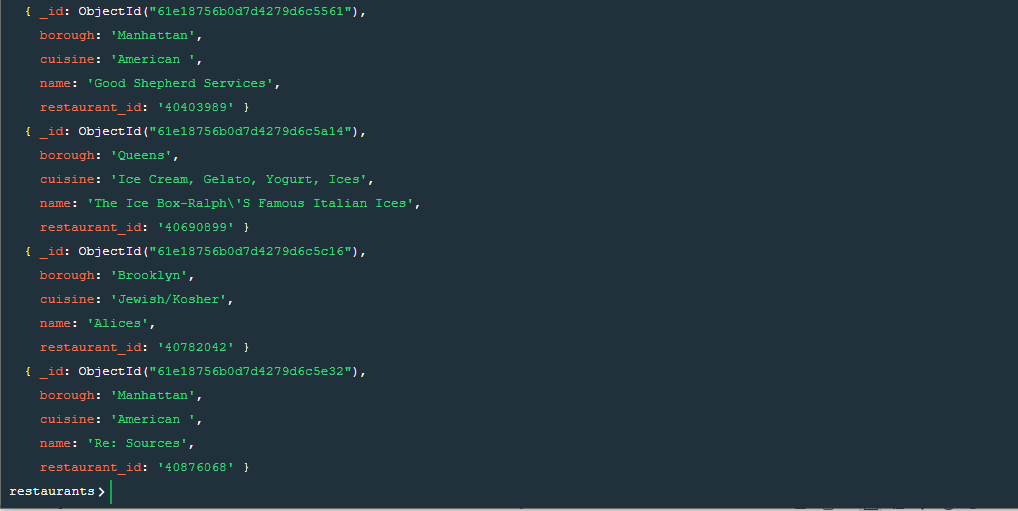 { _id: ObjectId("61e18756b0d7d4279d6c5561"),
borough: 'Manhattan',
cuisine: 'American ',
name: 'Good Shepherd Services',
restaurant_id: '40403989' }
{ _id: ObjectId("61e18756b0d7d4279d6c5a14"),
borough: 'Queens',
cuisine: 'Ice Cream, Gelato, Yogurt, Ices',
name: 'The Ice Box-Ralph\'S Famous Italian Ices',
restaurant_id: '40690899' }
{ _id: ObjectId("61e18756b0d7d4279d6c5c16"),
borough: 'Brooklyn',
cuisine: 'Jewish/Kosher',
name: 'Alices',
restaurant_id: '40782042' }
{ _id: ObjectId("61e18756b0d7d4279d6c5e32"),
borough: 'Manhattan',
cuisine: 'American ',
name: 'Re: Sources',
restaurant_id: '40876068' }
restaurants>